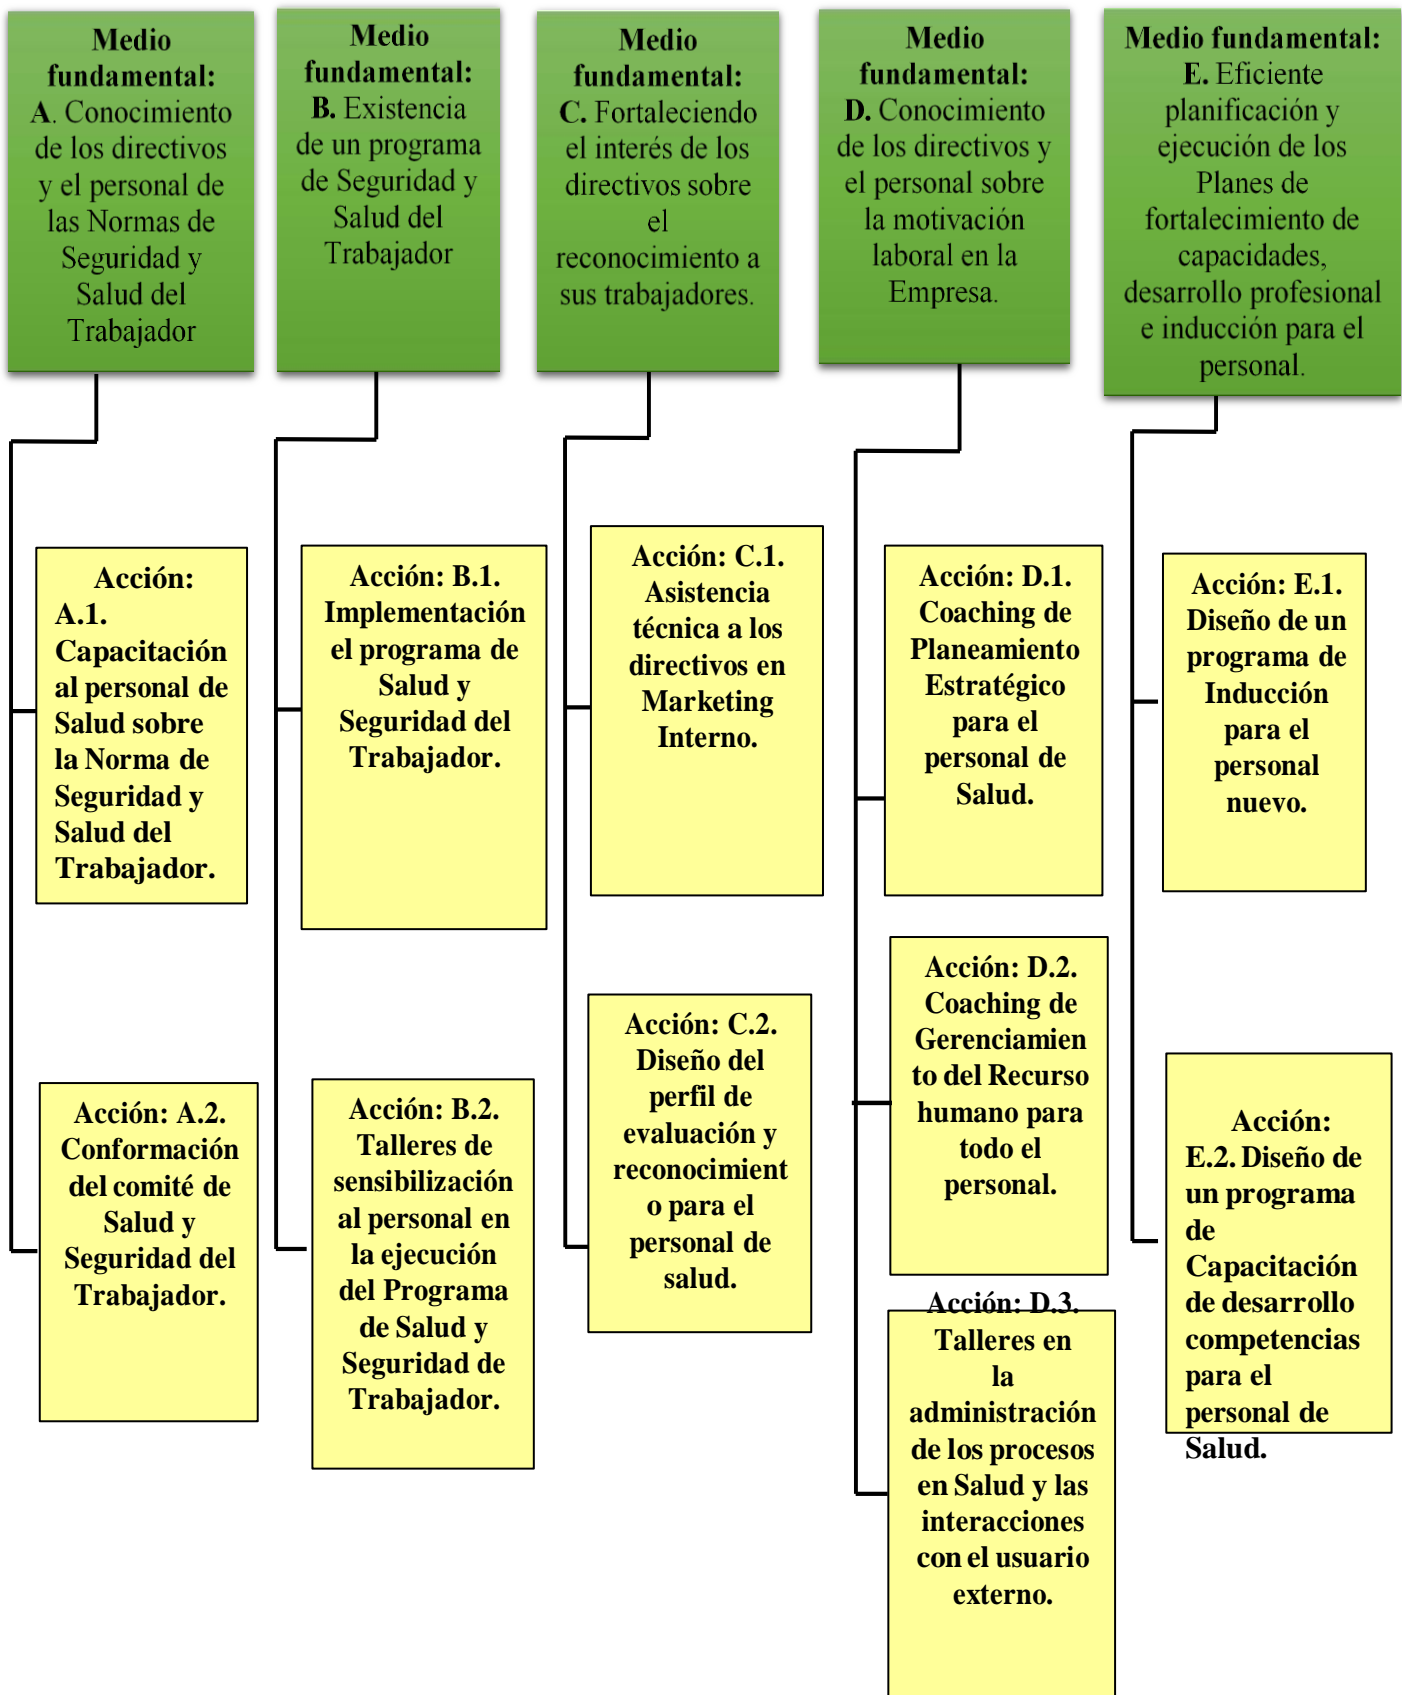 Medio
fundamental:
A. Conocimiento
de los directivos
y el personal de
las Normas de
Seguridad y
Salud del
Trabajador
Medio
fundamental:
B. Existencia
de un programa
de Seguridad y
Salud del
Trabajador
Medio
fundamental:
C. Fortaleciendo
el interés de los
directivos sobre
el
reconocimiento a
sus trabajadores.
Medio
fundamental:
D. Conocimiento
de los directivos y
el personal sobre
la motivación
laboral en la
Empresa.
Medio fundamental:
E. Eficiente
planificación y
ejecución de los
Planes de
fortalecimiento de
capacidades,
desarrollo profesional
e inducción para el
personal.
Acción:
A.1.
Capacitación
al personal de
Salud sobre
la Norma de
Seguridad y
Salud del
Trabajador.
Acción: B.1.
Implementación
el programa de
Salud y
Seguridad del
Trabajador.
Acción: C.1.
Asistencia
técnica a los
directivos en
Marketing
Interno.
Acción: D.1.
Coaching de
Planeamiento
Estratégico
para el
personal de
Salud.
Acción: E.1.
Diseño de un
programa de
Inducción
para el
personal
nuevo.
Acción: A.2.
Conformación
del comité de
Salud y
Seguridad del
Trabajador.
Acción: B.2.
Talleres de
sensibilización
al personal en
la ejecución
del Programa
de Salud y
Seguridad de
Trabajador.
Acción: C.2.
Diseño del
perfil de
evaluación y
reconocimient
o para el
personal de
salud.
Acción: D.2.
Coaching de
Gerenciamien
to del Recurso
humano para
todo el
personal.
Acción: D.3.
Talleres en
la
administración
de los procesos
en Salud y las
interacciones
con el usuario
externo.
Acción:
E.2. Diseño de
un programa
de
Capacitación
de desarrollo
competencias
para el
personal de
Salud.